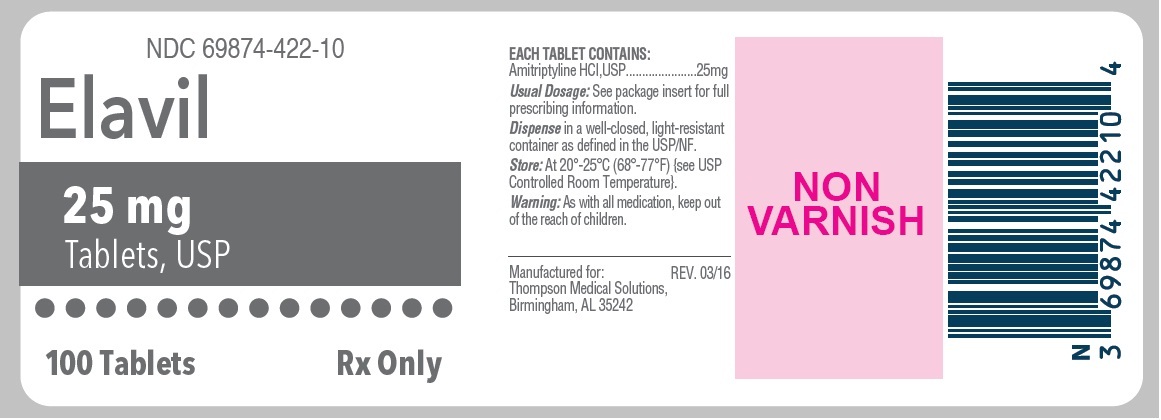 NDC 69874-422-10
Elavil
25 mg
Tablets, USP
100 Tablets Rx Only
EACH TABLET CONTAINS:
Amitriptyline HCl,USP......................25mg
Usual Dosage: See package insert for full
prescribing information.
Dispense in a well-closed, light-resistant
container as defined in the USP/NF.
Store: At 20°-25°C (68°-77°F) {see USP
Controlled Room Temperature}.
Warning: As with all medication, keep out
of the reach of children.
Manufactured for: REV. 03/16
Thompson Medical Solutions,
Birmingham, AL 35242
NON
VARNISH
N
3 69874 42210 4